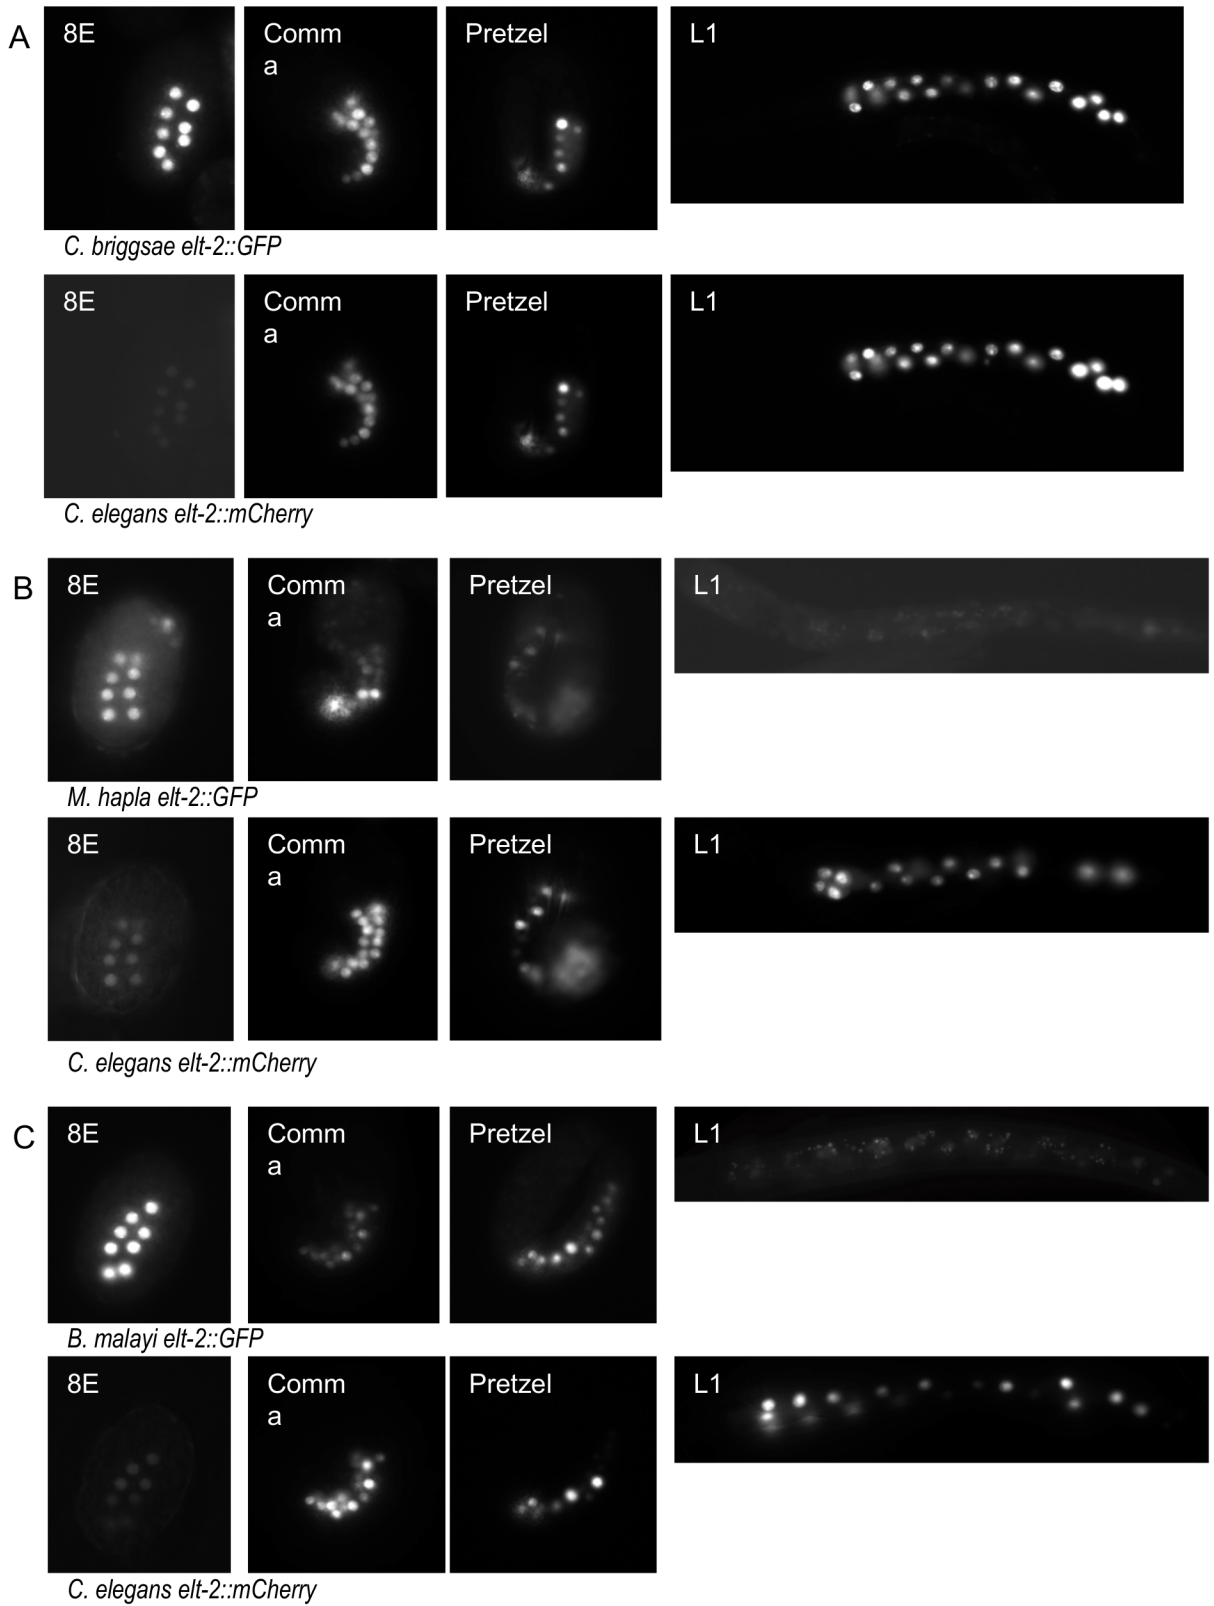 A
8E
Comm
a
Pretzel
L1
C. briggsae elt-2::GFP
8E
Comm
a
Pretzel
L1
C. elegans elt-2::mCherry
B
8E
Comm
a
Pretzel
L1
M. hapla elt-2::GFP
8E
Comm
a
Pretzel
L1
C. elegans elt-2::mCherry
C
8E
Comm
a
Pretzel
L1
B. malayi elt-2::GFP
8E
Comm
a
Pretzel
L1
C. elegans elt-2::mCherry